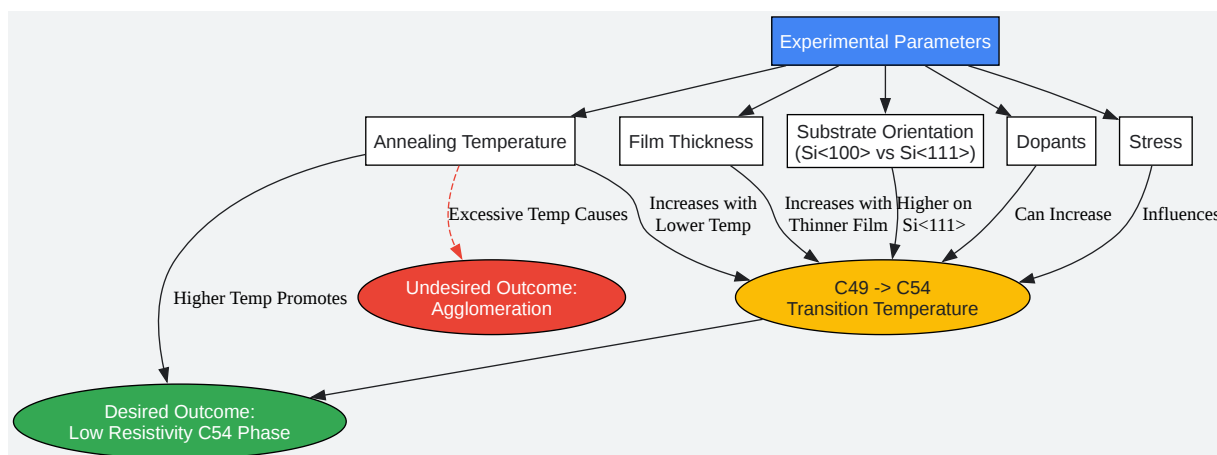 Experimental Parameters
Annealing Temperature
Film Thickness
Substrate Orientation
(Si<100> vs Si<111>)
Dopants
Stress
Excessive Temp Causes
Increases with
Lower Temp
Increases with
Thinner Film
Higher on
Si<111>
Can Increase
Influences
Higher Temp Promotes
Undesired Outcome:
Agglomeration
C49 -> C54
Transition Temperature
Desired Outcome:
Low Resistivity C54 Phase